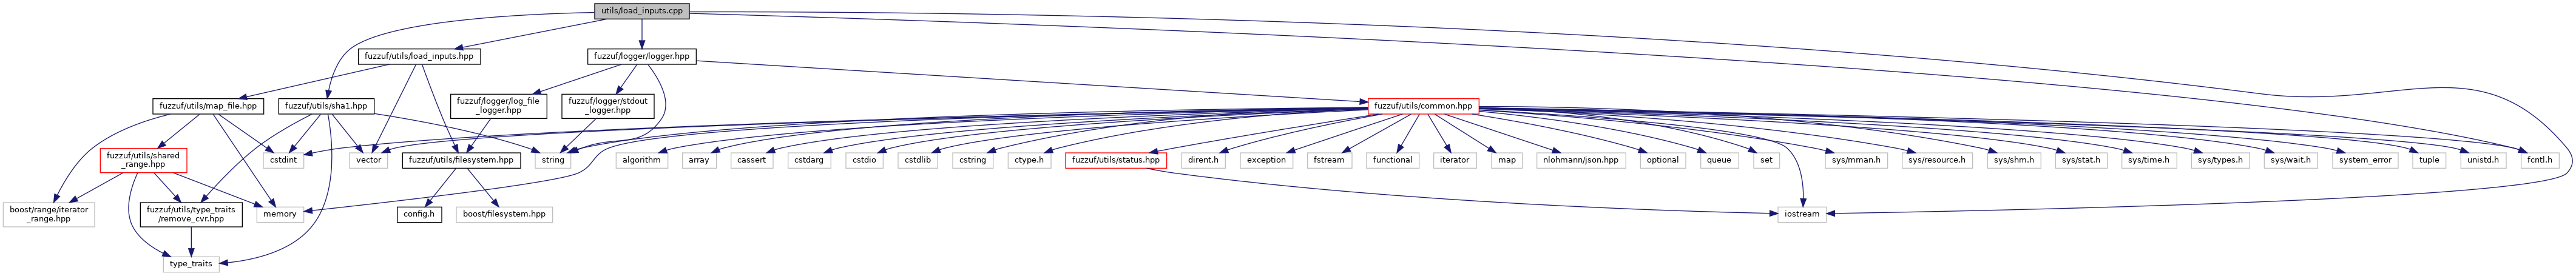 utils/load_inputs.cpp
fuzzuf/utils/load_inputs.hpp
fuzzuf/logger/logger.hpp
fuzzuf/utils/map_file.hpp
fuzzuf/utils/sha1.hpp
fuzzuf/logger/log_file
_logger.hpp
fuzzuf/logger/stdout
_logger.hpp
fuzzuf/utils/common.hpp
fuzzuf/utils/shared
_range.hpp
cstdint
vector
fuzzuf/utils/filesystem.hpp
string
algorithm
array
cassert
cstdarg
cstdio
cstdlib
cstring
ctype.h
fuzzuf/utils/status.hpp
dirent.h
exception
fstream
functional
iterator
map
nlohmann/json.hpp
optional
queue
set
sys/mman.h
sys/resource.h
sys/shm.h
sys/stat.h
sys/time.h
sys/types.h
sys/wait.h
system_error
tuple
unistd.h
fcntl.h
boost/range/iterator
_range.hpp
fuzzuf/utils/type_traits
/remove_cvr.hpp
memory
config.h
boost/filesystem.hpp
iostream
type_traits